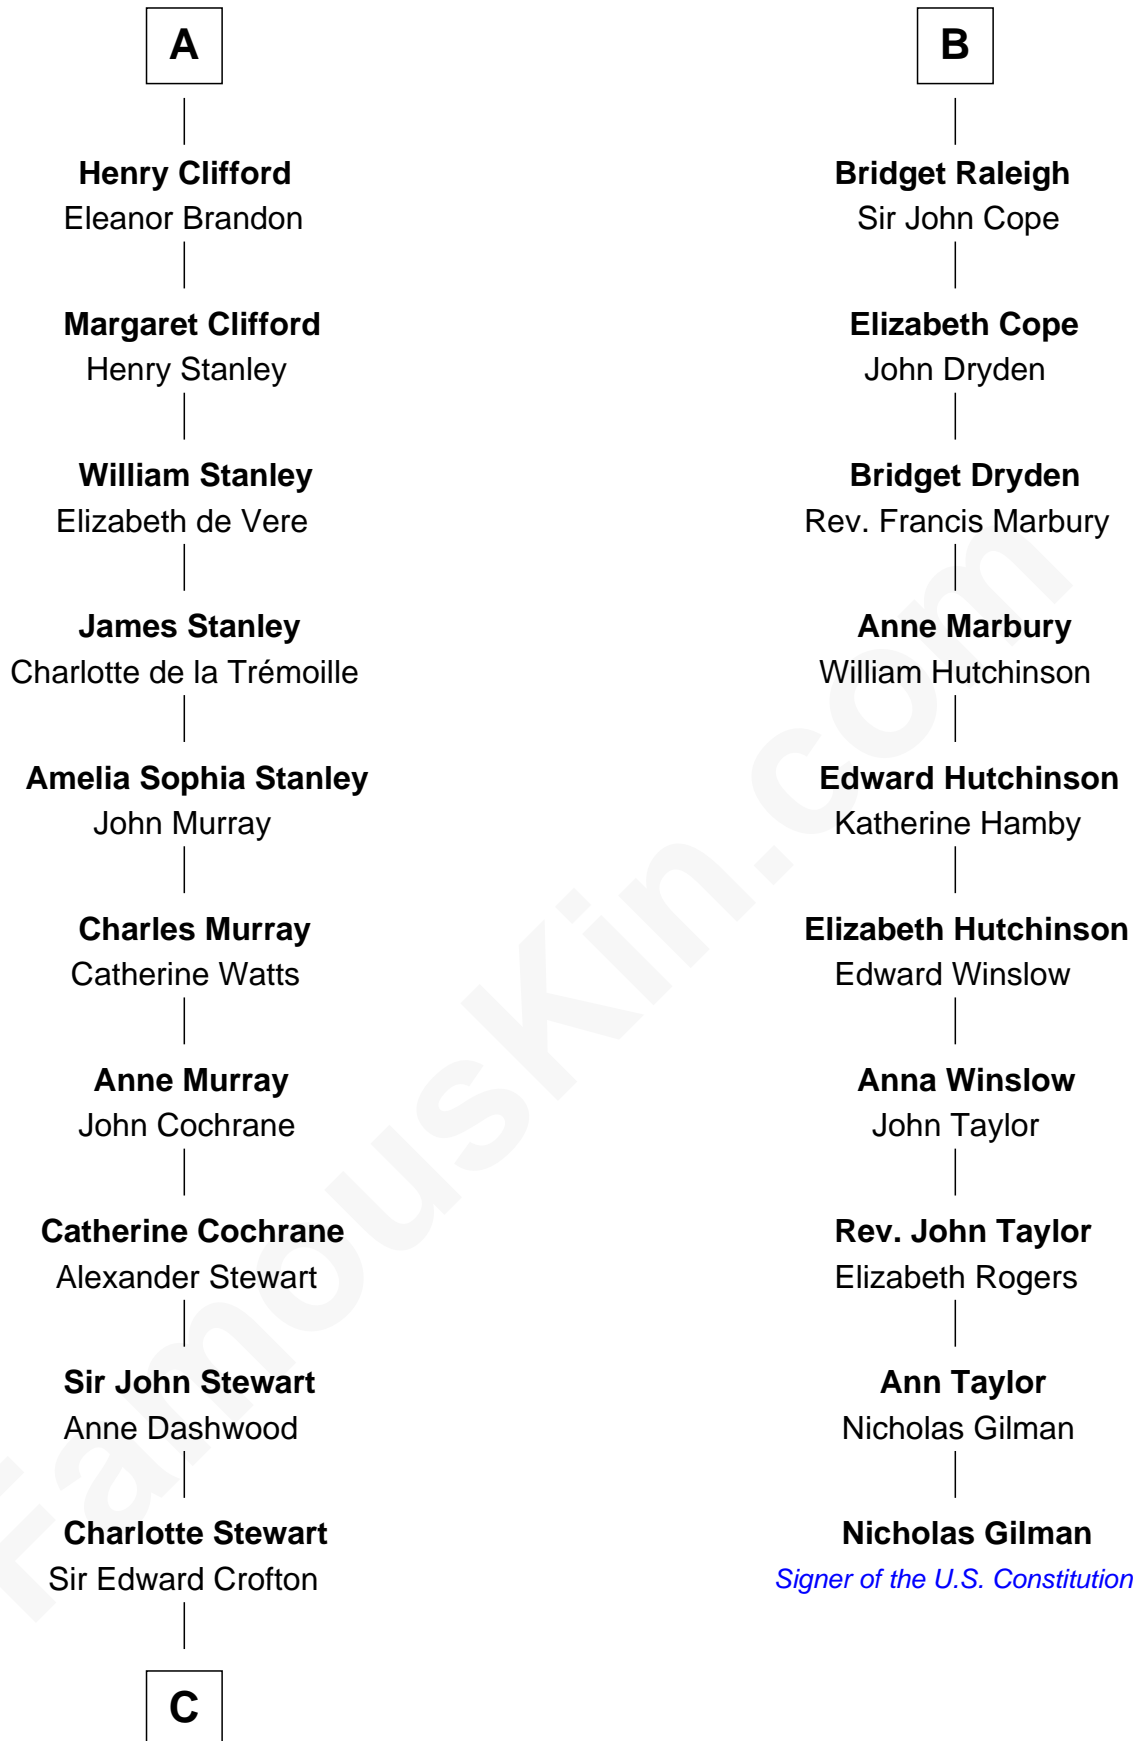 A
Henry Clifford
Eleanor Brandon
Margaret Clifford
Henry Stanley
William Stanley
Elizabeth de Vere
James Stanley
Charlotte de la Trémoille
Amelia Sophia Stanley
John Murray
Charles Murray
Catherine Watts
Anne Murray
John Cochrane
Catherine Cochrane
Alexander Stewart
Sir John Stewart
Anne Dashwood
Charlotte Stewart
Sir Edward Crofton
C
B
Bridget Raleigh
Sir John Cope
Elizabeth Cope
John Dryden
Bridget Dryden
Rev. Francis Marbury
Anne Marbury
William Hutchinson
Edward Hutchinson
Katherine Hamby
Elizabeth Hutchinson
Edward Winslow
Anna Winslow
John Taylor
Rev. John Taylor
Elizabeth Rogers
Ann Taylor
Nicholas Gilman
Nicholas Gilman
Signer of the U.S. Constitution
FamousKin.com